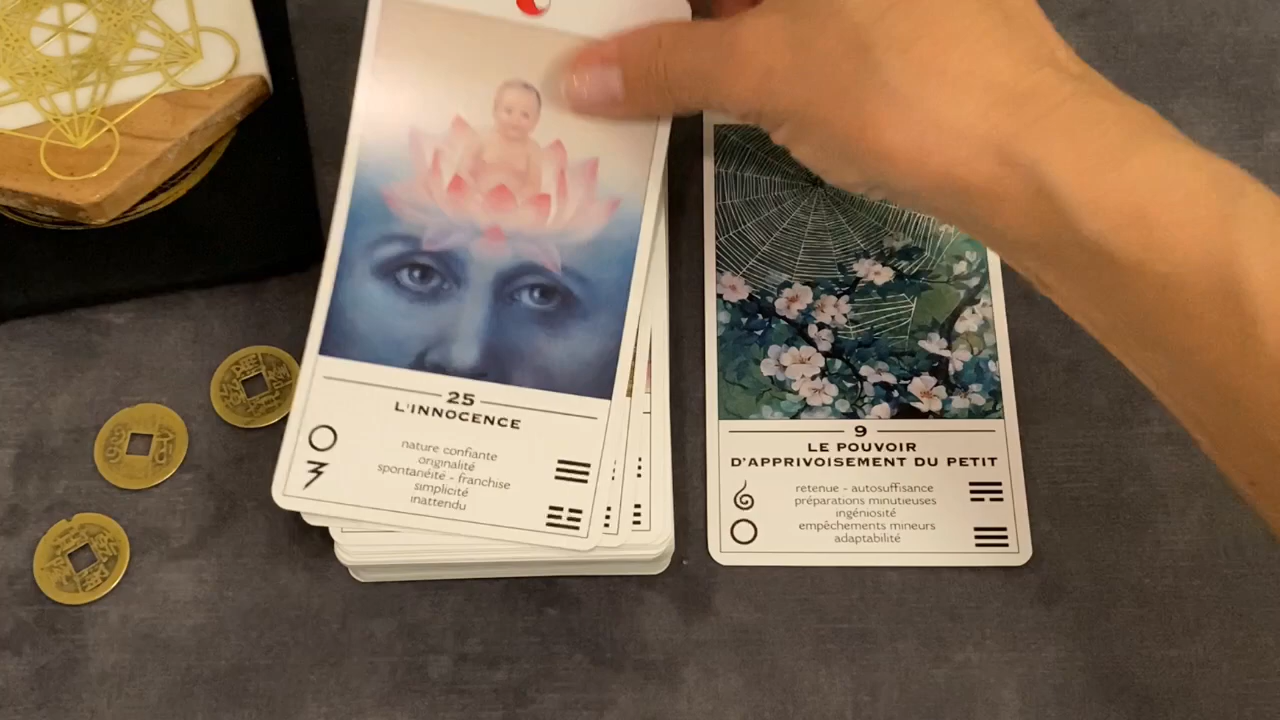 25
L'INNOCENCE
nature confiante
originalité
spontanéité - franchise
simplicité
inattendu
9
LE POUVOIR
D'APPRIVOISEMENT DU PETIT
retenue - autosuffisance
préparations minutieuses
ingéniosité
empêchements mineurs
adaptabilité